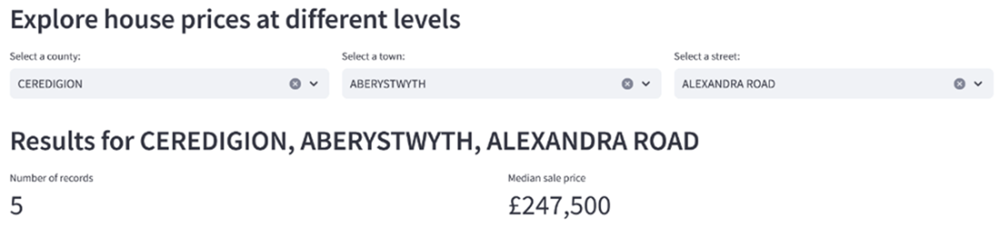 Explore house prices at different levels
Select a county: Select a town: Select a street:
CEREDIGION ABERYSTWYTH ALEXANDRA ROAD
Results for CEREDIGION, ABERYSTWYTH, ALEXANDRA ROAD
Number of records Median sale price
5 £247,500